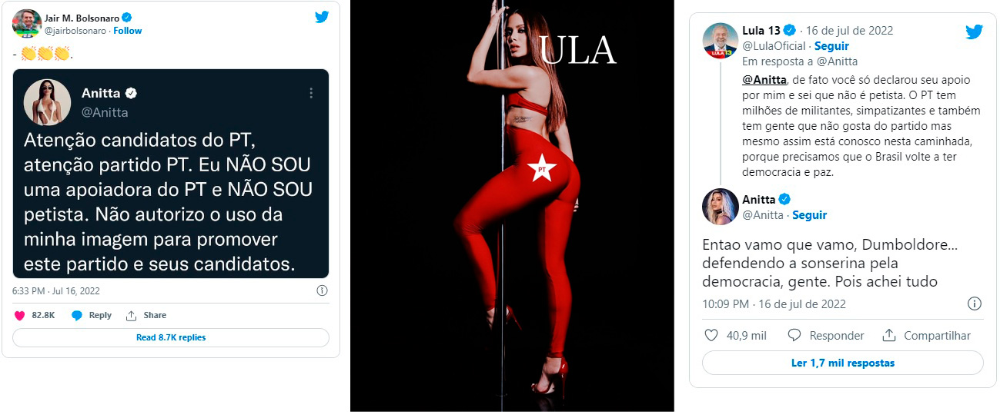 Jair M. Bolsonaro
@jairbolsonaro · Follow
- 👏👏👏.
Anitta
@Anitta
Atenção candidatos do PT,
atenção partido PT. Eu NÃO SOU
uma apoiadora do PT e NÃO SOU
petista. Não autorizo o uso da
minha imagem para promover
este partido e seus candidatos.
6:33 PM · Jul 16, 2022
82.8K Reply Share
Read 8.7K replies
ULA
PT
Lula 13 · 16 de jul de 2022
@LulaOficial · Seguir
Em resposta a @Anitta
@Anitta, de fato você só declarou seu apoio
por mim e sei que não é petista. O PT tem
milhões de militantes, simpatizantes e também
tem gente que não gosta do partido mas
mesmo assim está conosco nesta caminhada,
porque precisamos que o Brasil volte a ter
democracia e paz.
LULA 13
Anitta
@Anitta · Seguir
Entao vamo que vamo, Dumboldore...
defendendo a sonserina pela
democracia, gente. Pois achei tudo
10:09 PM · 16 de jul de 2022
40,9 mil Responder Compartilhar
Ler 1,7 mil respostas